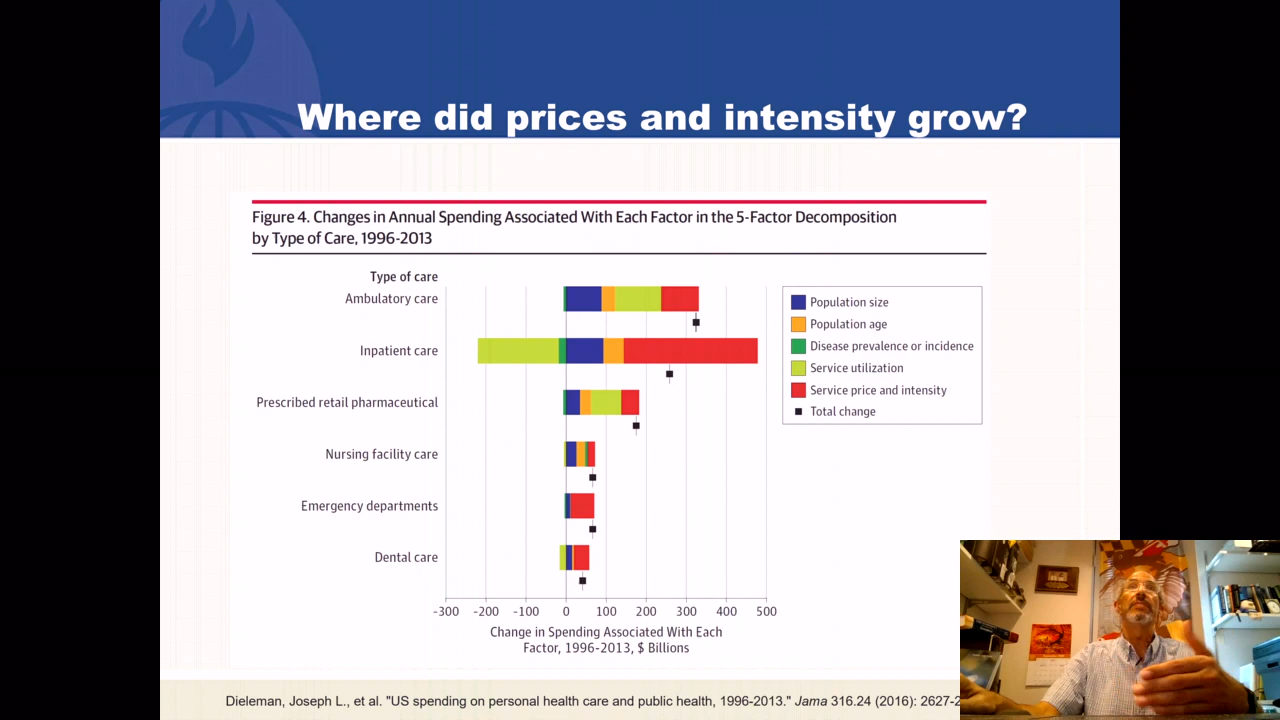 Where did prices and intensity grow?
Figure 4. Changes in Annual Spending Associated With Each Factor in the 5-Factor Decomposition
by Type of Care, 1996-2013
Type of care
Ambulatory care
Inpatient care
Prescribed retail pharmaceutical
Nursing facility care
Emergency departments
Dental care
Population size
Population age
Disease prevalence or incidence
Service utilization
Service price and intensity
Total change
-300 -200 -100 0 100 200 300 400 500
Change in Spending Associated With Each
Factor, 1996-2013, $ Billions
Dieleman, Joseph L., et al. "US spending on personal health care and public health, 1996-2013." Jama 316.24 (2016): 2627-2